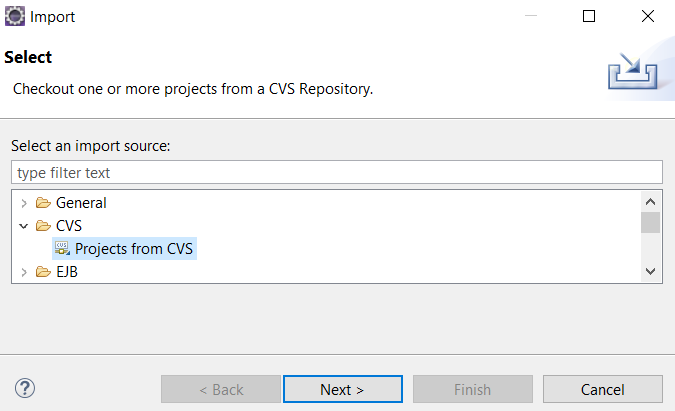 Import
Select
Checkout one or more projects from a CVS Repository.
Select an import source:
type filter text
General
CVS
CVS Projects from CVS
EJB
? < Back Next > Finish Cancel